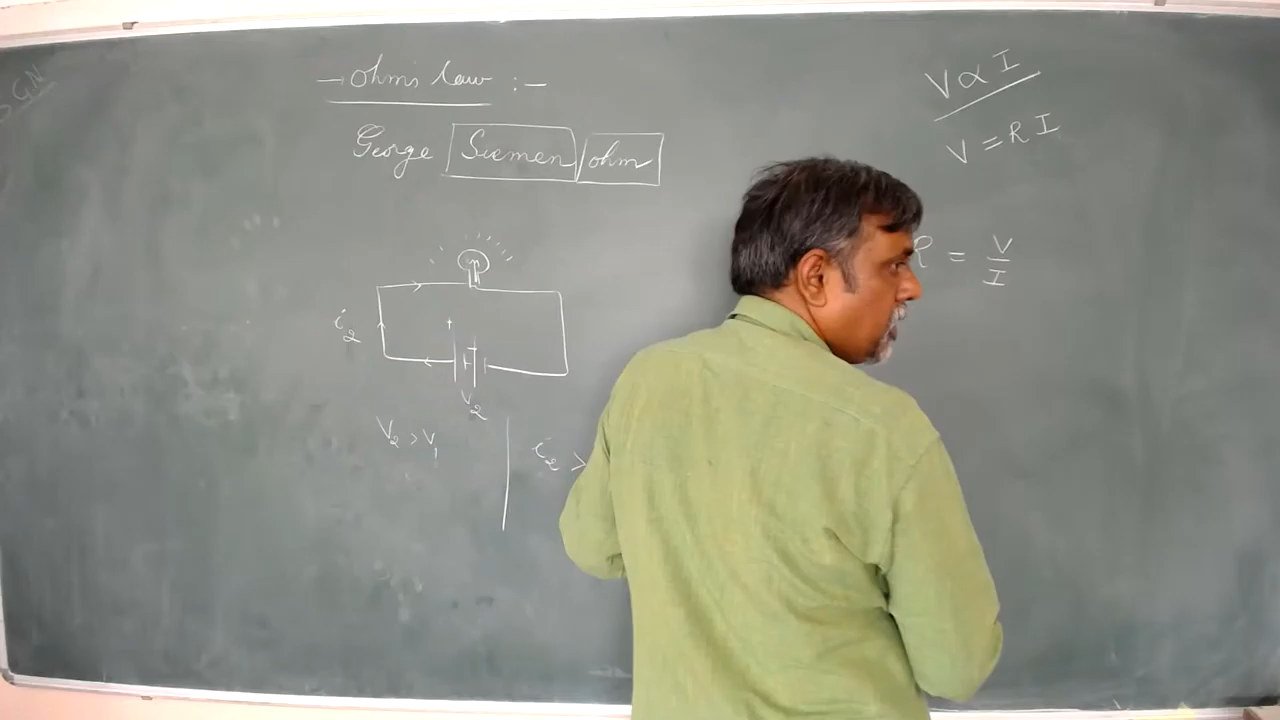 → Ohm's Law :-
George Siemen/ohm
i₂
V₂
V₂ > V₁
i₂ >
V ∝ I
V = R I
R = V/I